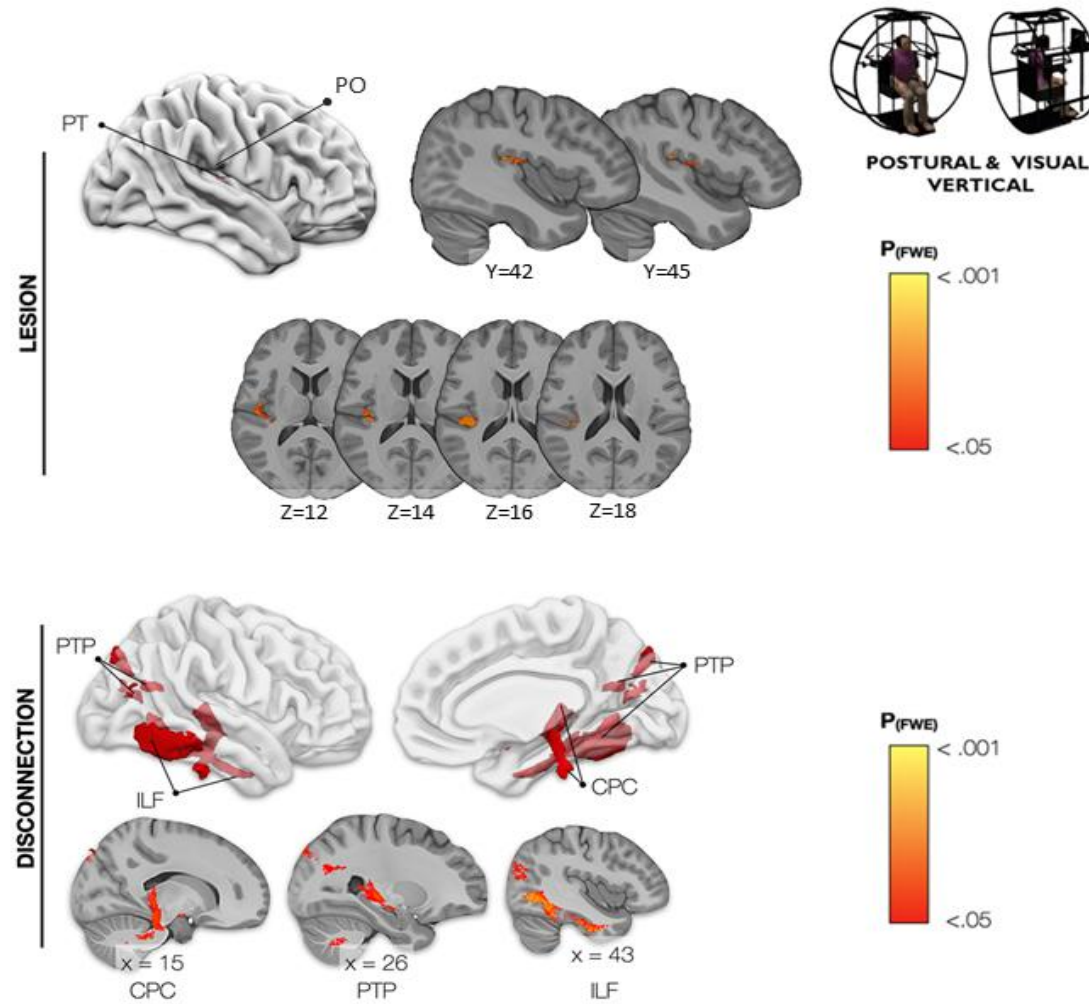 PO
PT
POSTURAL & VISUAL
VERTICAL
LESION
Y=42
Y=45
P(FWE)
< .001
<.05
Z=12
Z=14
Z=16
Z=18
DISCONNECTION
PTP
PTP
ILF
CPC
P(FWE)
< .001
<.05
x = 15
x = 26
x = 43
CPC
PTP
ILF